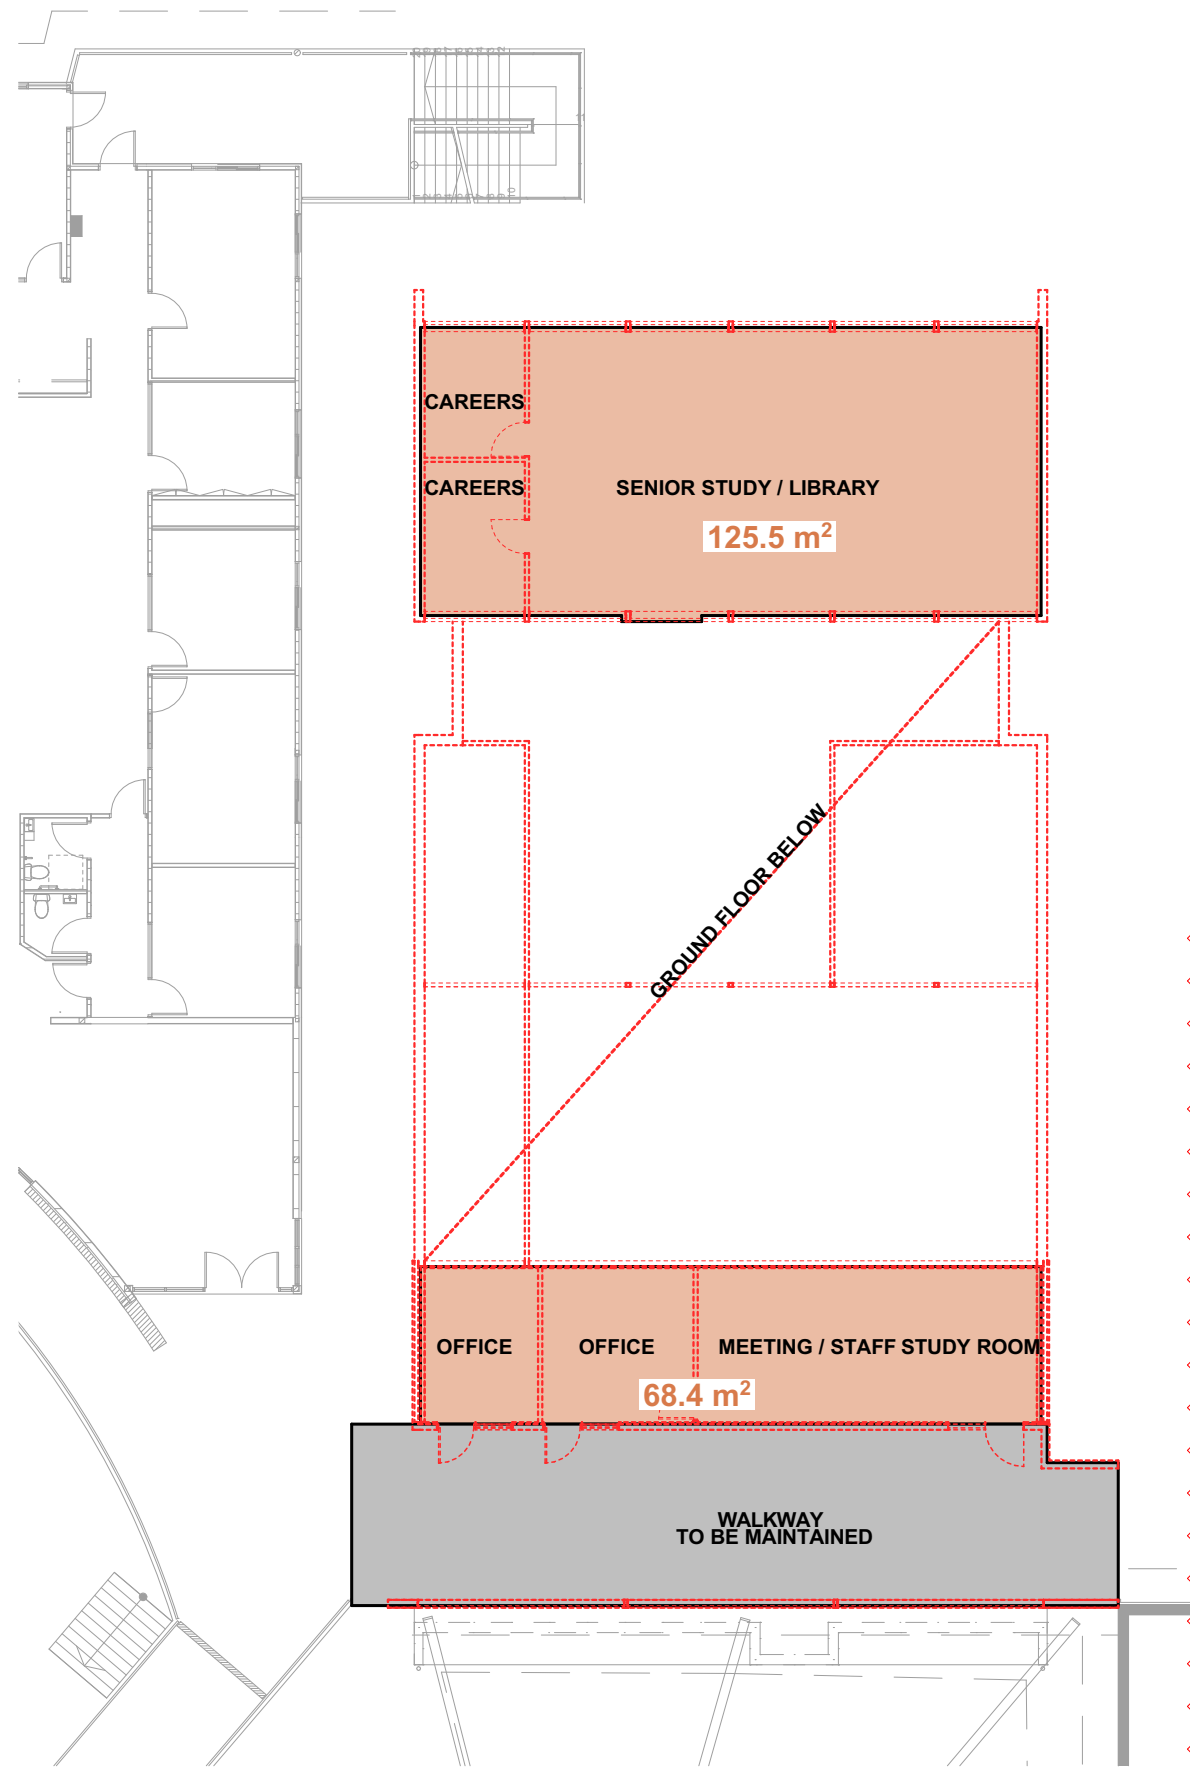 CAREERS
CAREERS
SENIOR STUDY / LIBRARY
125.5 m²
GROUND FLOOR BELOW
OFFICE
OFFICE
MEETING / STAFF STUDY ROOM
68.4 m²
WALKWAY
TO BE MAINTAINED